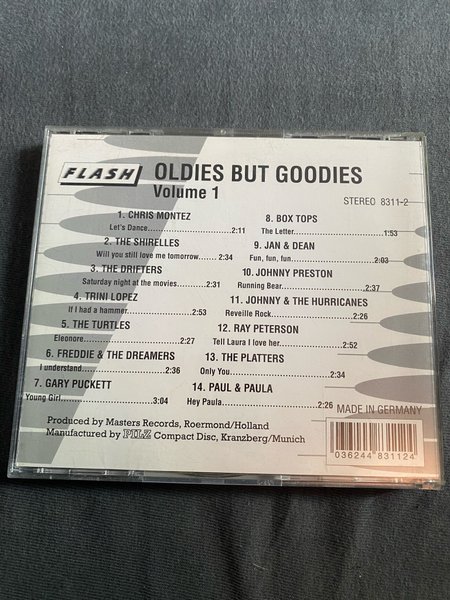 FLASH
OLDIES BUT GOODIES
Volume 1
STEREO 8311-2
1. CHRIS MONTEZ
Let's Dance 2:11
2. THE SHIRELLES
Will you still love me tomorrow 2:34
3. THE DRIFTERS
Saturday night at the movies 2:31
4. TRINI LOPEZ
If I had a hammer 2:53
5. THE TURTLES
Eleonore 2:27
6. FREDDIE & THE DREAMERS
I understand 2:36
7. GARY PUCKETT
Young Girl 3:04
8. BOX TOPS
The Letter 1:53
9. JAN & DEAN
Fun, fun, fun 2:03
10. JOHNNY PRESTON
Running Bear 2:37
11. JOHNNY & THE HURRICANES
Reveille Rock 2:26
12. RAY PETERSON
Tell Laura I love her 2:52
13. THE PLATTERS
Only You 2:34
14. PAUL & PAULA
Hey Paula 2:26
MADE IN GERMANY
Produced by Masters Records, Roermond/Holland
Manufactured by PILZ Compact Disc, Kranzberg/Munich
036244 831124